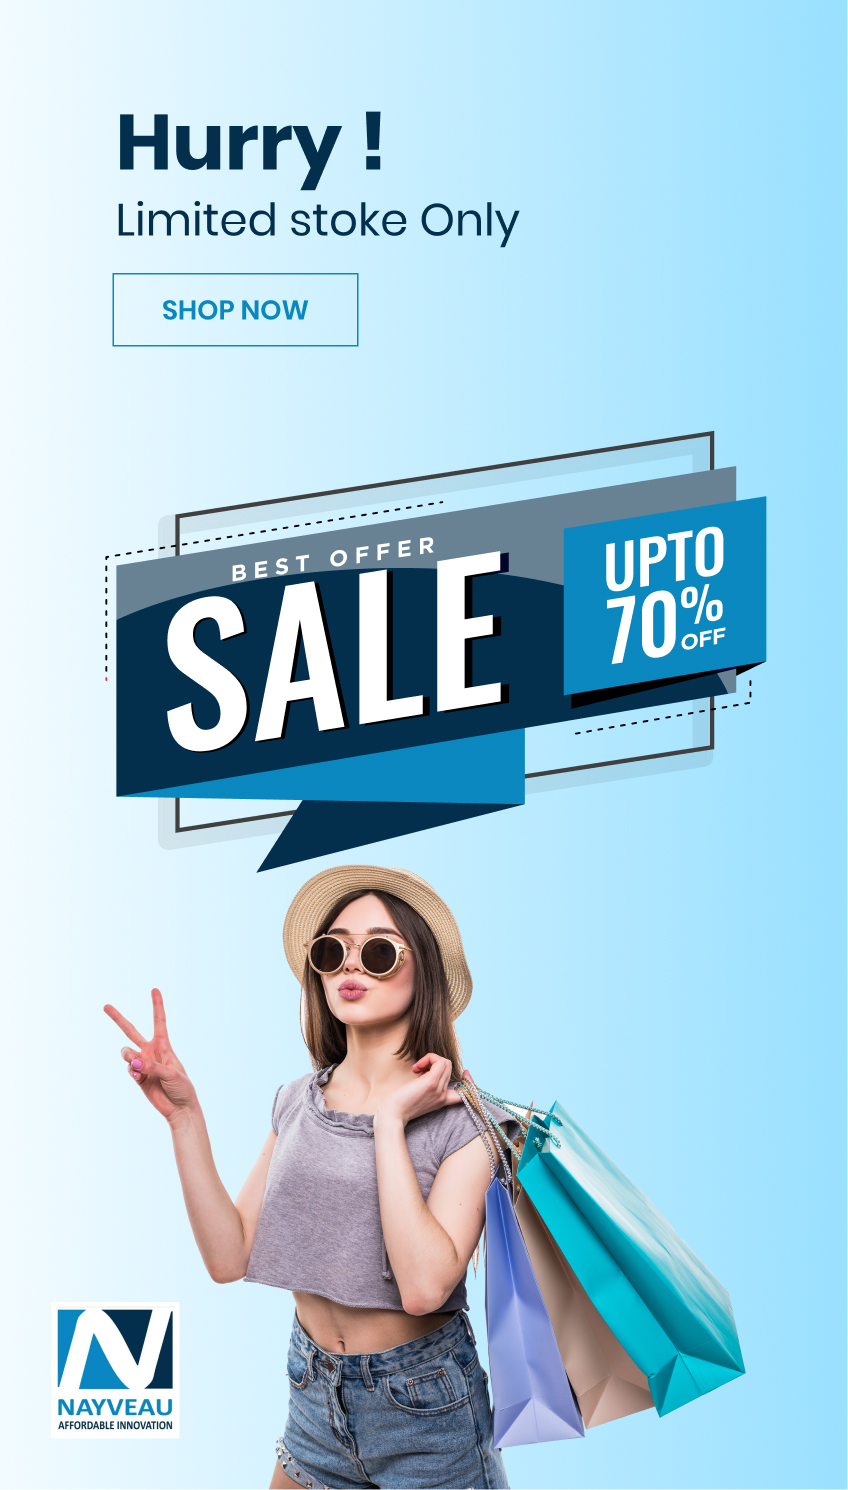 Hurry !
Limited stoke Only
SHOP NOW
BEST OFFER
SALE
UPTO
70%
OFF
NAYVEAU
AFFORDABLE INNOVATION